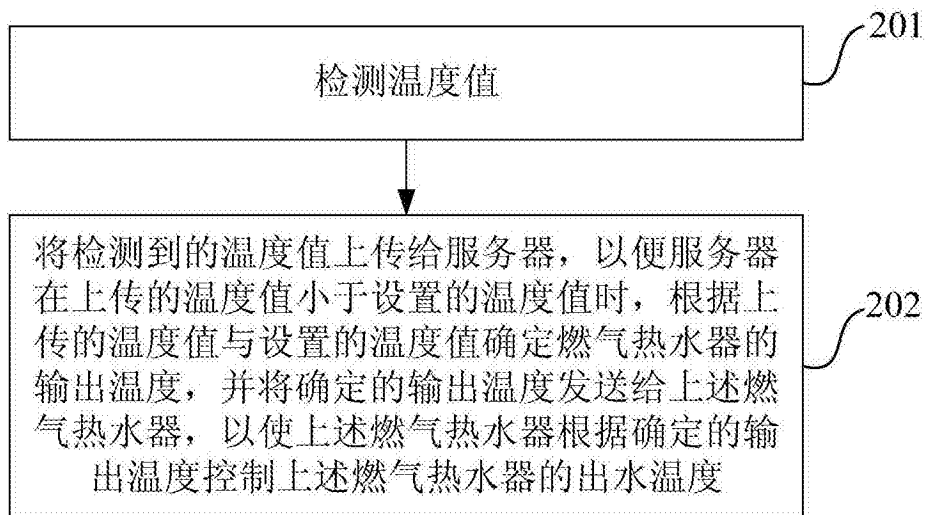 201
检测温度值
将检测到的温度值上传给服务器，以便服务器
在上传的温度值小于设置的温度值时，根据上
传的温度值与设置的温度值确定燃气热水器的
输出温度，并将确定的输出温度发送给上述燃
气热水器，以使上述燃气热水器根据确定的输
出温度控制上述燃气热水器的出水温度
202